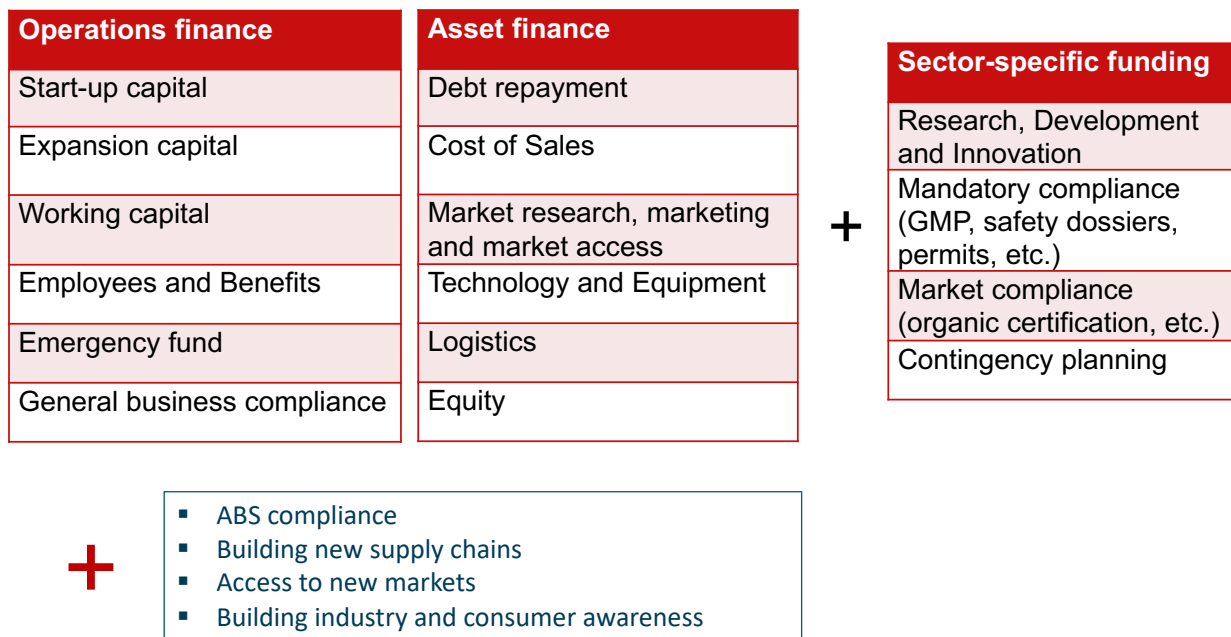 Operations finance
Start-up capital
Expansion capital
Working capital
Employees and Benefits
Emergency fund
General business compliance
Asset finance
Debt repayment
Cost of Sales
Market research, marketing
and market access
Technology and Equipment
Logistics
Equity
+
Sector-specific funding
Research, Development
and Innovation
Mandatory compliance
(GMP, safety dossiers,
permits, etc.)
Market compliance
(organic certification, etc.)
Contingency planning
+
▪ ABS compliance
▪ Building new supply chains
▪ Access to new markets
▪ Building industry and consumer awareness